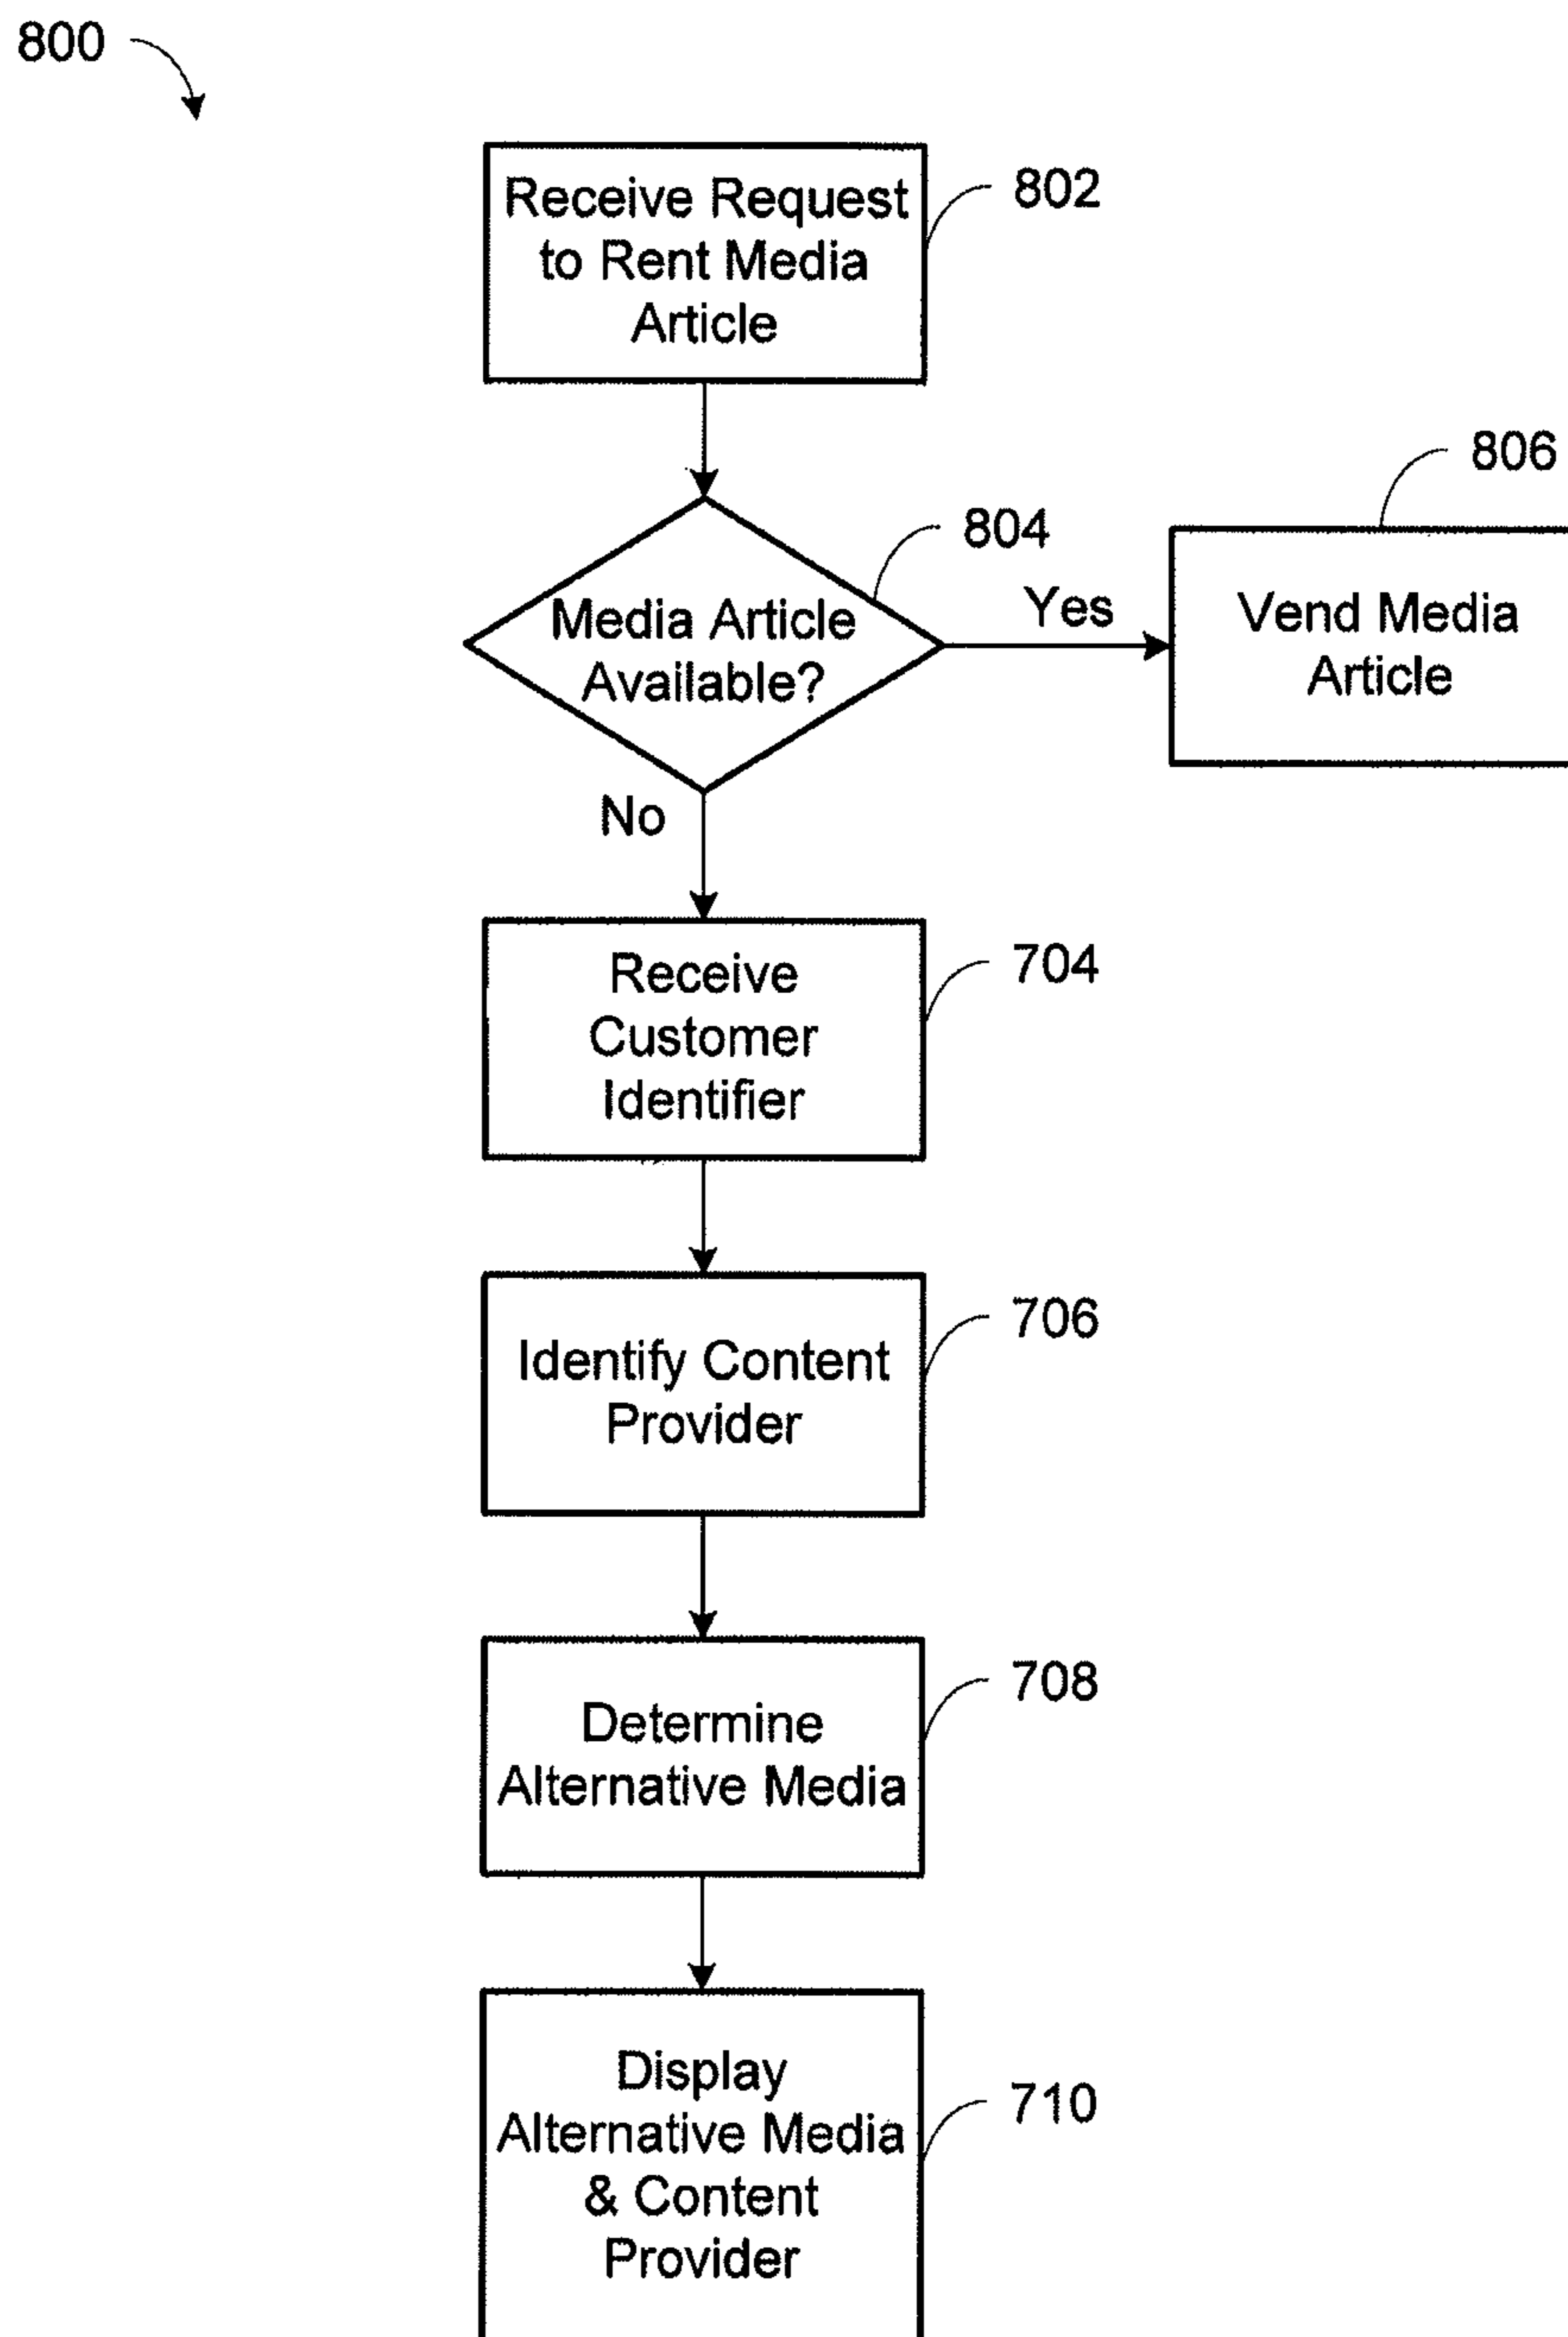 800
Receive Request
to Rent Media
Article
802
Media Article
Available?
804
Yes
806
Vend Media
Article
No
Receive
Customer
Identifier
704
Identify Content
Provider
706
Determine
Alternative Media
708
Display
Alternative Media
& Content
Provider
710